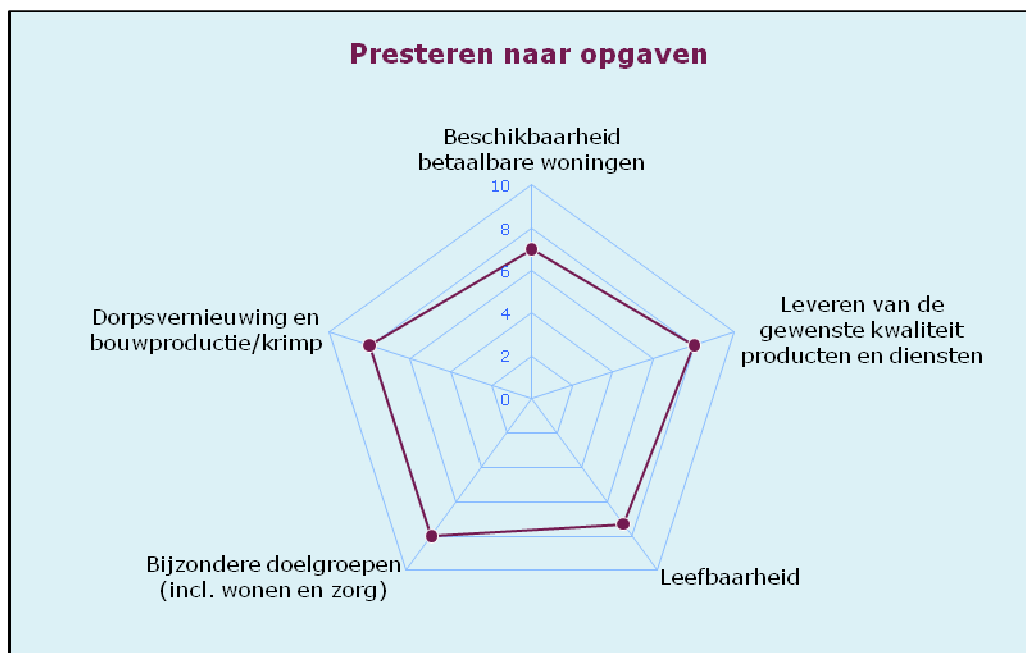 Presteren naar opgaven
Beschikbaarheid
betaalbare woningen
10
8
6
4
2
0
Leveren van de
gewenste kwaliteit
producten en diensten
Leefbaarheid
Bijzondere doelgroepen
(incl. wonen en zorg)
Dorpsvernieuwing en
bouwproductie/krimp